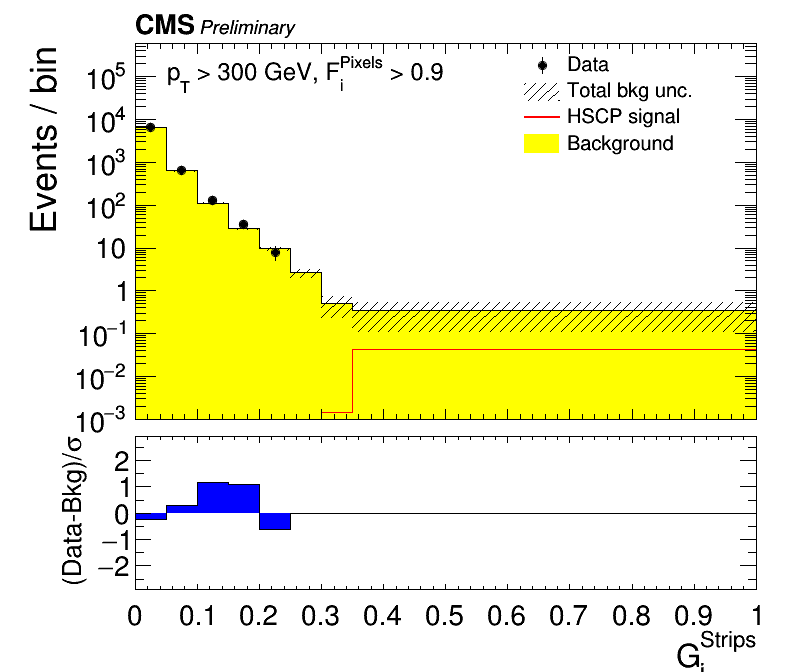 CMS Preliminary
Events / bin
p_T > 300 GeV, F_i^Pixels > 0.9
Data
Total bkg unc.
HSCP signal
Background
10^5
10^4
10^3
10^2
10
1
10^−1
10^−2
10^−3
(Data-Bkg)/σ
2
1
0
−1
−2
0 0.1 0.2 0.3 0.4 0.5 0.6 0.7 0.8 0.9 1
G_i^Strips